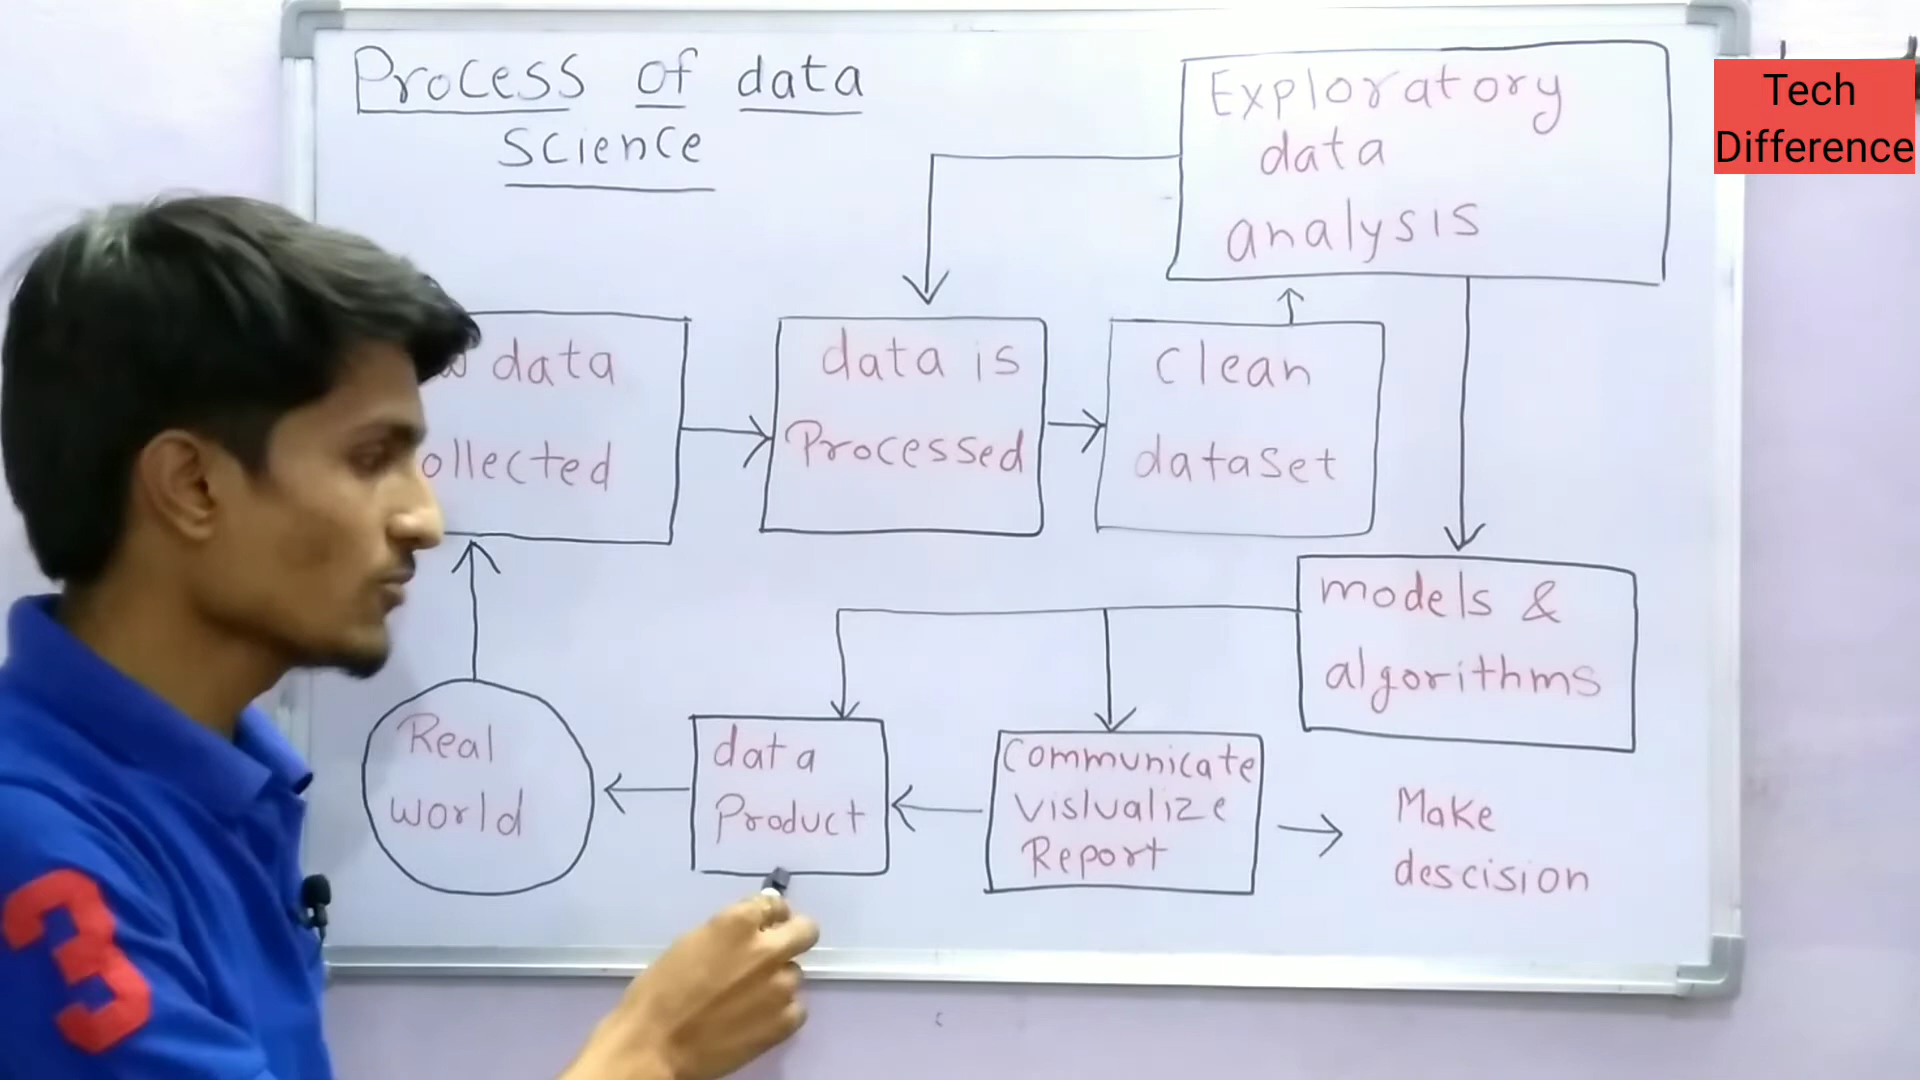 Process of data
science
Exploratory
data
analysis
Tech
Difference
data
ollected
data is
Processed
clean
dataset
models &
algorithms
Real
world
data
Product
Communicate
vislualize
Report
Make
descision
3